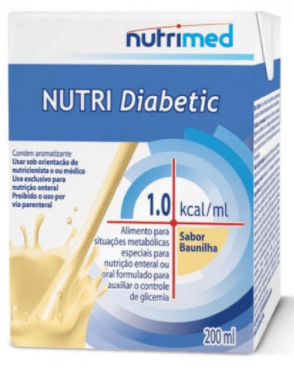 nutrimed
NUTRI Diabetic
Contém aromatizante
Usar sob orientação de
nutricionista e ou médico
Uso exclusivo para
nutrição enteral
Proibido o uso por
via parenteral
1.0 kcal/ml
Sabor
Baunilha
Alimento para
situações metabólicas
especiais para
nutrição enteral ou
oral formulado para
auxiliar o controle
de glicemia
200 ml